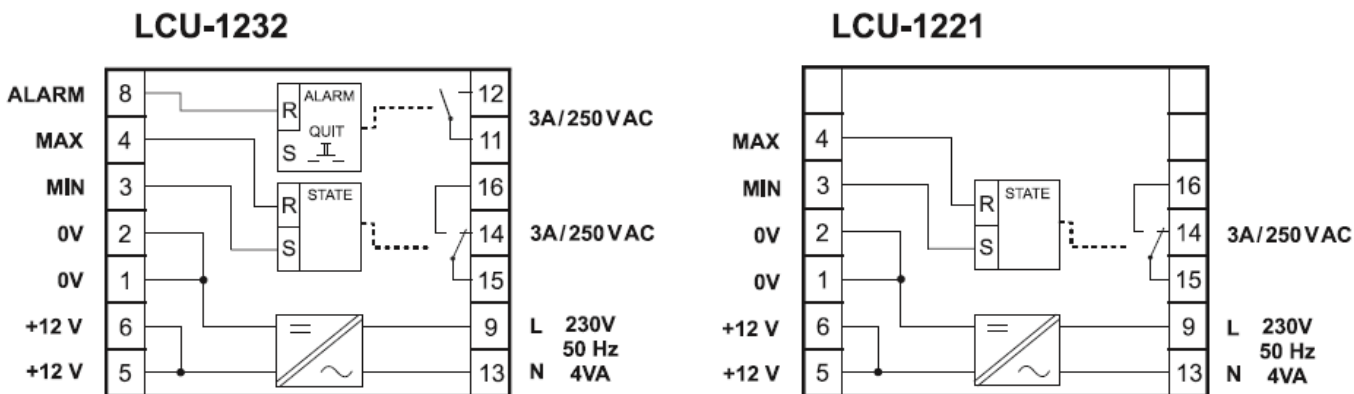 LCU-1232
ALARM 8 R ALARM 12
QUIT 3A/250VAC
MAX 4 S 11
MIN 3 R STATE 16
0V 2 S 14 3A/250VAC
0V 1 15
+12 V 6 9 L 230V
50 Hz
+12 V 5 13 N 4VA
LCU-1221
MAX 4
MIN 3 R STATE 16
0V 2 S 14 3A/250VAC
0V 1 15
+12 V 6 9 L 230V
50 Hz
+12 V 5 13 N 4VA